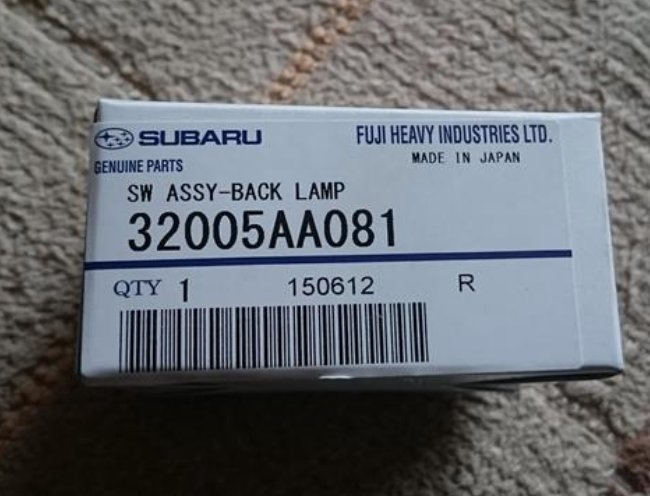 SUBARU FUJI HEAVY INDUSTRIES LTD.
GENUINE PARTS MADE IN JAPAN
SW ASSY-BACK LAMP
32005AA081
QTY 1 150612 R